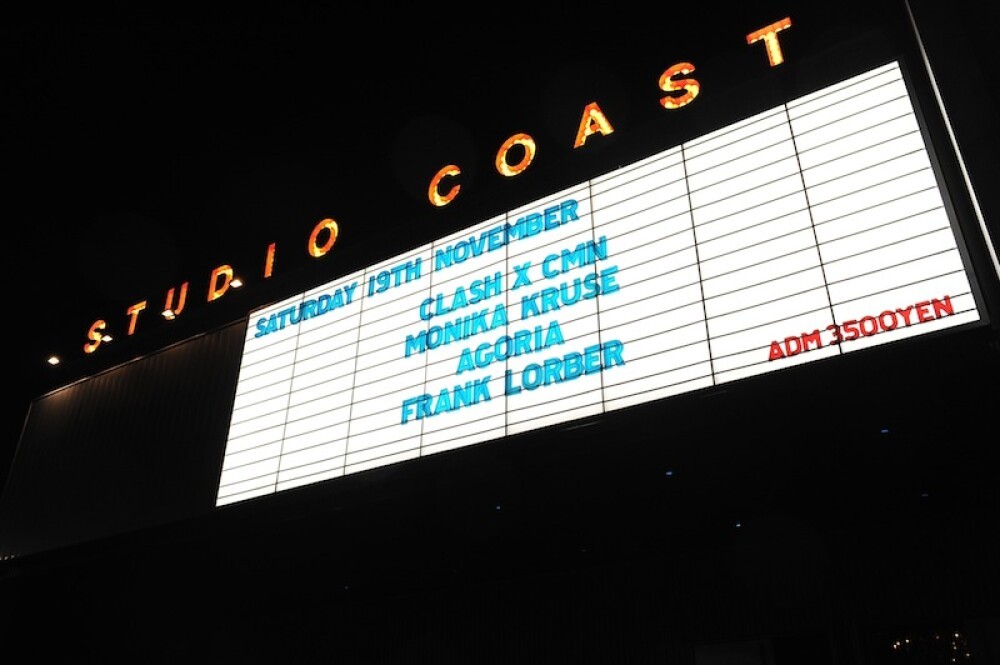 STUDIO COAST
SATURDAY 19TH NOVEMBER
CLASH X CMN
MONIKA KRUSE
AGORIA
FRANK LORBER
ADM 3500YEN